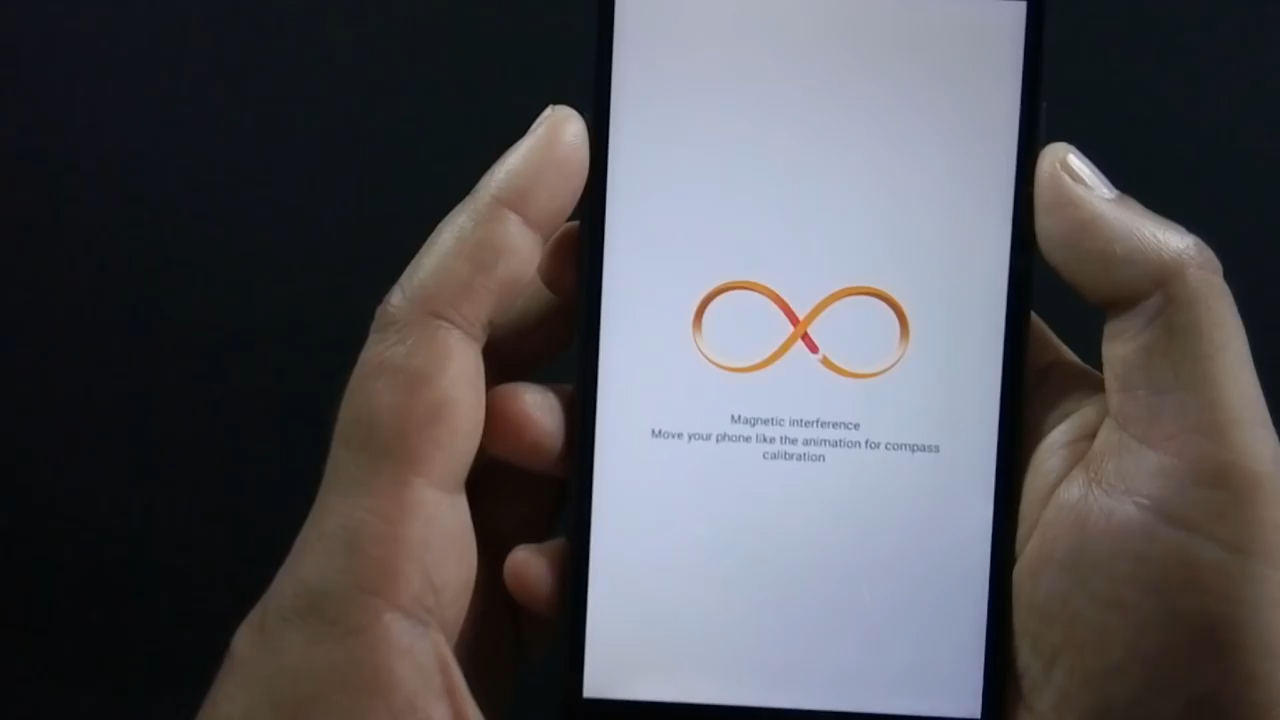 Magnetic interference
Move your phone like the animation for compass
calibration